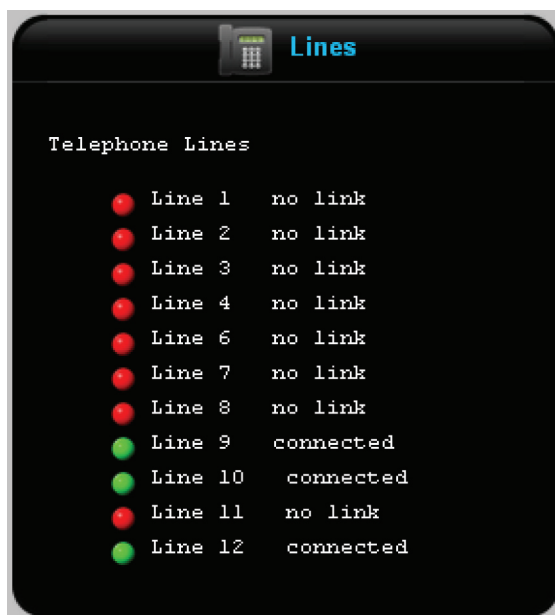 Lines
Telephone Lines
Line 1 no link
Line 2 no link
Line 3 no link
Line 4 no link
Line 6 no link
Line 7 no link
Line 8 no link
Line 9 connected
Line 10 connected
Line 11 no link
Line 12 connected